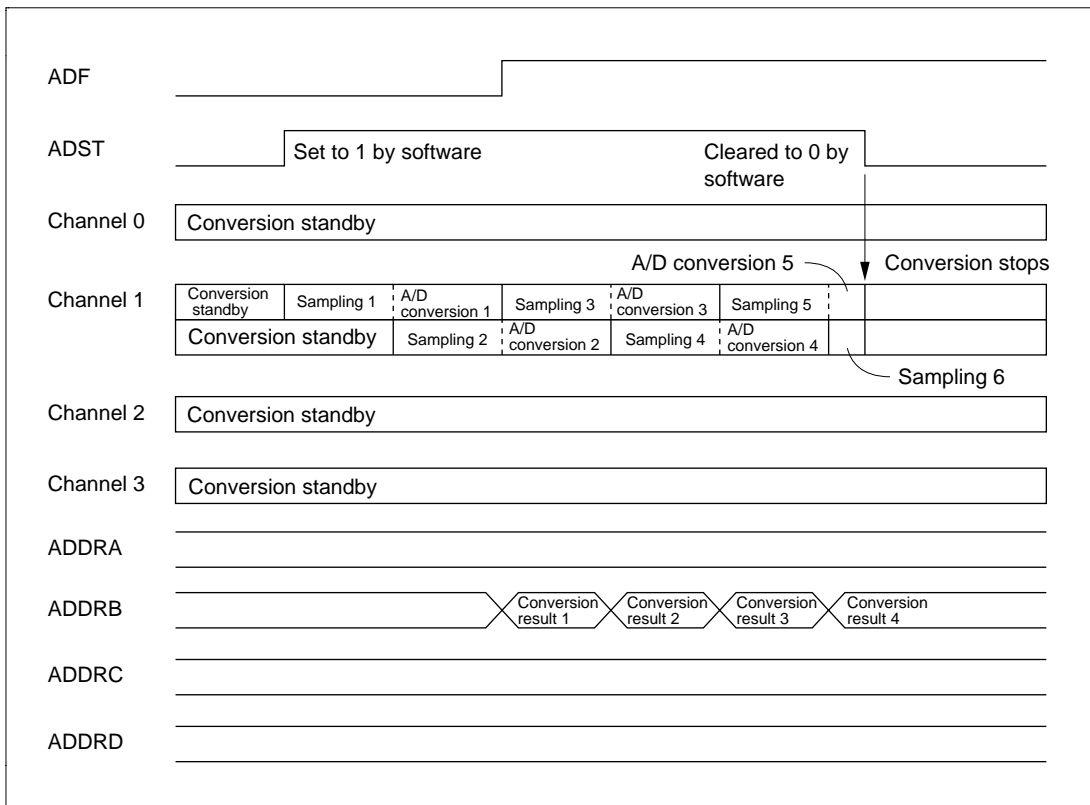 ADF
ADST
Set to 1 by software
Cleared to 0 by
software
Channel 0
Conversion standby
A/D conversion 5
Conversion stops
Channel 1
Conversion
standby
Sampling 1
A/D
conversion 1
Sampling 3
A/D
conversion 3
Sampling 5
Conversion standby
Sampling 2
A/D
conversion 2
Sampling 4
A/D
conversion 4
Sampling 6
Channel 2
Conversion standby
Channel 3
Conversion standby
ADDRA
ADDRB
Conversion
result 1
Conversion
result 2
Conversion
result 3
Conversion
result 4
ADDRC
ADDRD